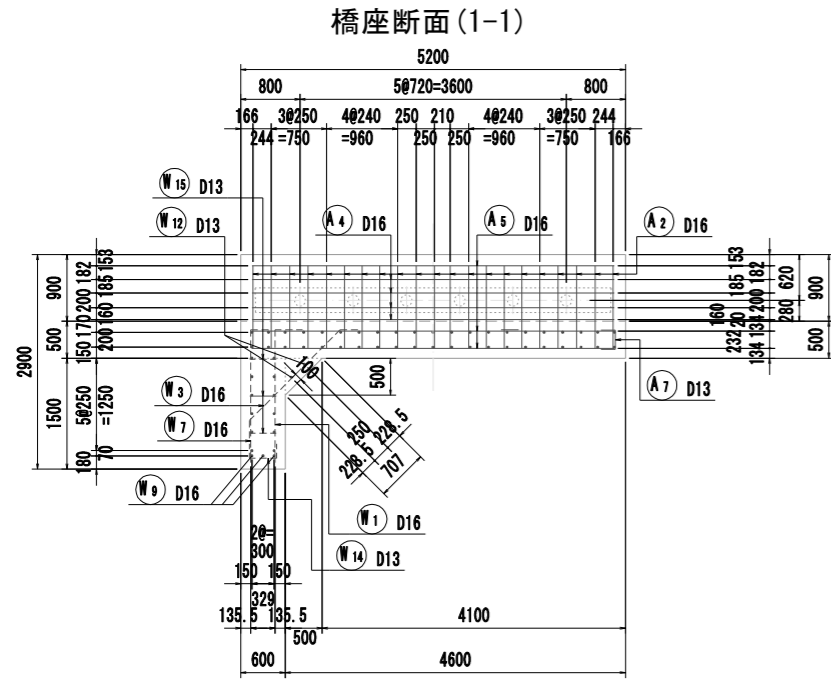 橋座断面(1-1)
5200
800 5@720=3600 800
166 3@250 4@240 250 210 4@240 3@250 244
244 =750 =960 250 250 =960 =750 166
W15 D13
W12 D13
A4 D16
A5 D16
A2 D16
153
182
185
200
160
170
200
150
900
500
2900
1500
5@250
=1250
180
70
153
182
185
200
160
20
134
232
134
620
280
900
500
100
500
W3 D16
W7 D16
W9 D16
A7 D13
250
228.5
228.5
707
W1 D16
W14 D13
2@=
300
150 150
329
135.5 135.5
500
4100
600 4600